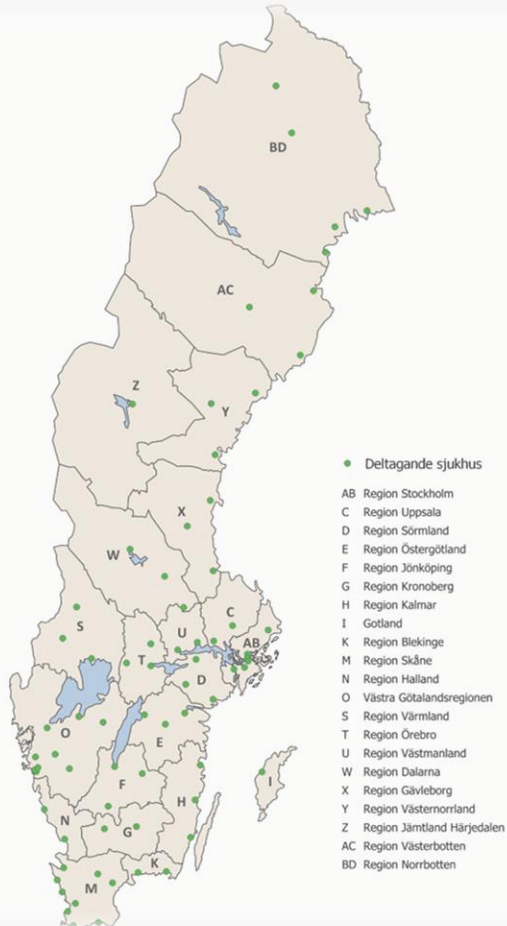 BD
AC
Z
Y
X
W
S
C
U
AB
T
D
O
E
I
F
H
N
G
K
M
Deltagande sjukhus
AB Region Stockholm
C Region Uppsala
D Region Sörmland
E Region Östergötland
F Region Jönköping
G Region Kronoberg
H Region Kalmar
I Gotland
K Region Blekinge
M Region Skåne
N Region Halland
O Västra Götalandsregionen
S Region Värmland
T Region Örebro
U Region Västmanland
W Region Dalarna
X Region Gävleborg
Y Region Västernorrland
Z Region Jämtland Härjedalen
AC Region Västerbotten
BD Region Norrbotten